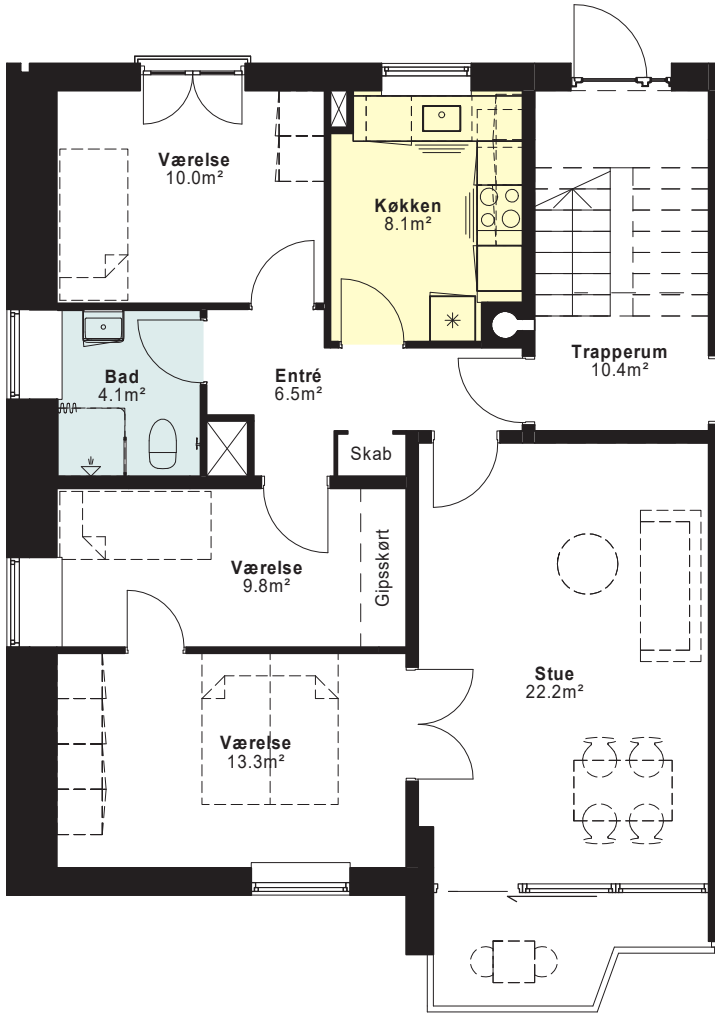 Værelse
10.0m²
Køkken
8.1m²
Trapperum
10.4m²
Bad
4.1m²
Entré
6.5m²
Skab
Værelse
9.8m²
Gipsskørt
Stue
22.2m²
Værelse
13.3m²